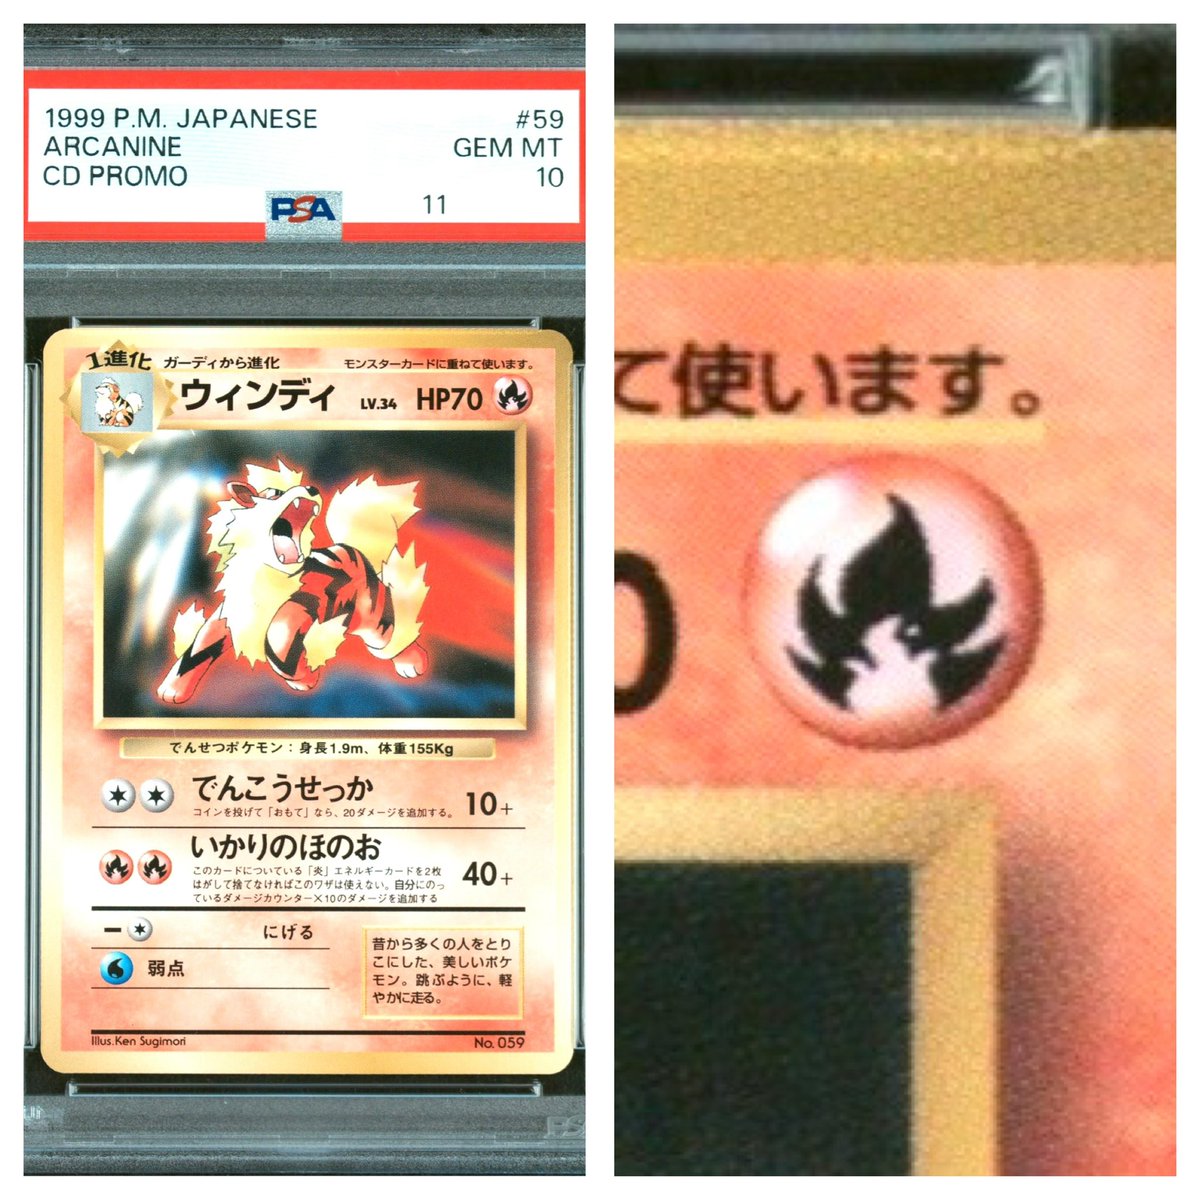 1999 P.M. JAPANESE #59
ARCANINE GEM MT
CD PROMO 10
PSA 11
1進化 ガーディから進化 モンスターカードに重ねて使います。
ウィンディ LV.34 HP70
でんせつポケモン：身長1.9m、体重155Kg
でんこうせっか 10+
コインを投げて「おもて」なら、20ダメージを追加する。
いかりのほのお 40+
このカードについている「炎」エネルギーカードを2枚
はがして捨てなければこのワザは使えない。自分にのっ
ているダメージカウンター×10のダメージを追加する
にげる
弱点
昔から多くの人をとり
こにした、美しいポケ
モン。跳ぶように、軽
やかに走る。
Illus.Ken Sugimori No. 059
て使います。
0